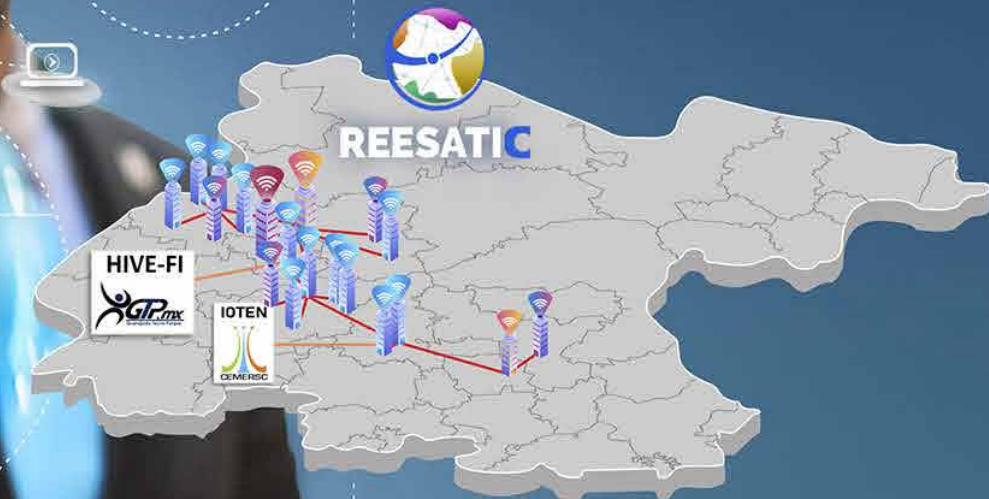 REESATIC
HIVE-FI
GTP.mx
IOTEN
CEMERSC